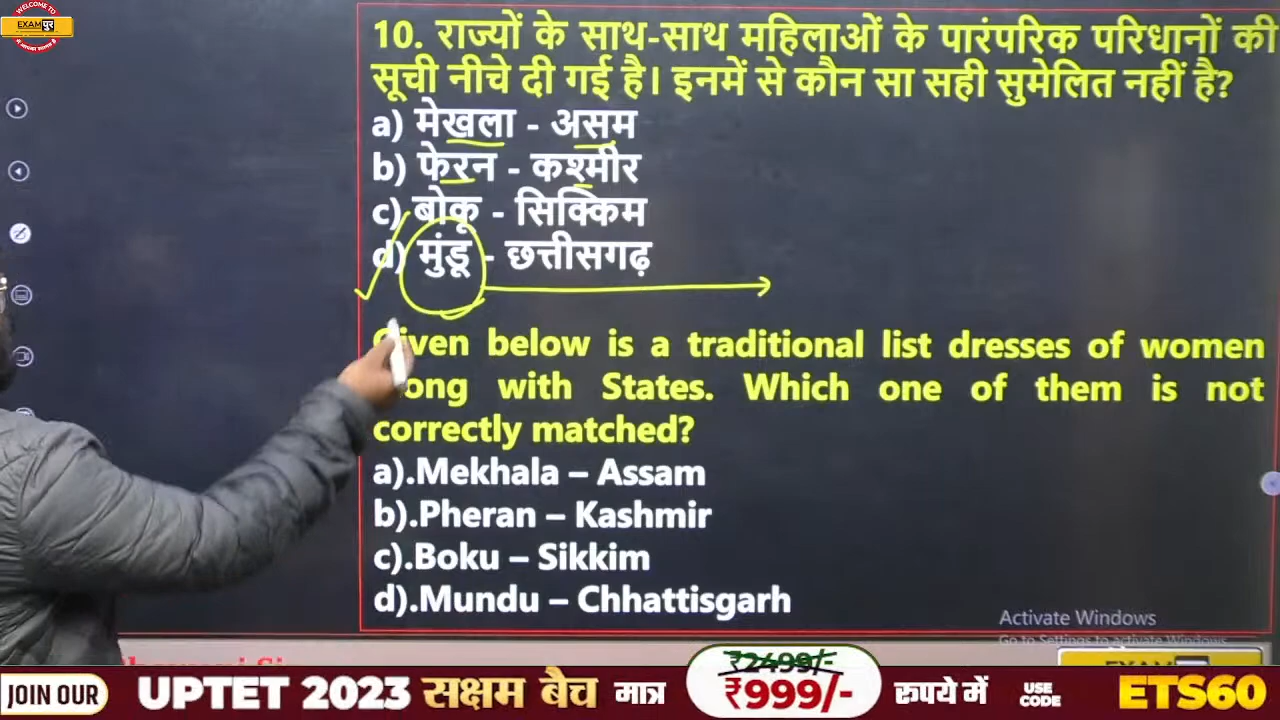 WELCOME TO
EXAMपुर
10. राज्यों के साथ-साथ महिलाओं के पारंपरिक परिधानों की
सूची नीचे दी गई है। इनमें से कौन सा सही सुमेलित नहीं है?
a) मेखला - असम
b) फेरन - कश्मीर
c) बोकू - सिक्किम
d) मुंडू - छत्तीसगढ़
Given below is a traditional list dresses of women
with States. Which one of them is not
correctly matched?
a).Mekhala – Assam
b).Pheran – Kashmir
c).Boku – Sikkim
d).Mundu – Chhattisgarh
Activate Windows
Go to Settings to activate Windows.
JOIN OUR UPTET 2023 सक्षम बैच मात्र ₹2499/- ₹999/- रूपये में USE CODE ETS60